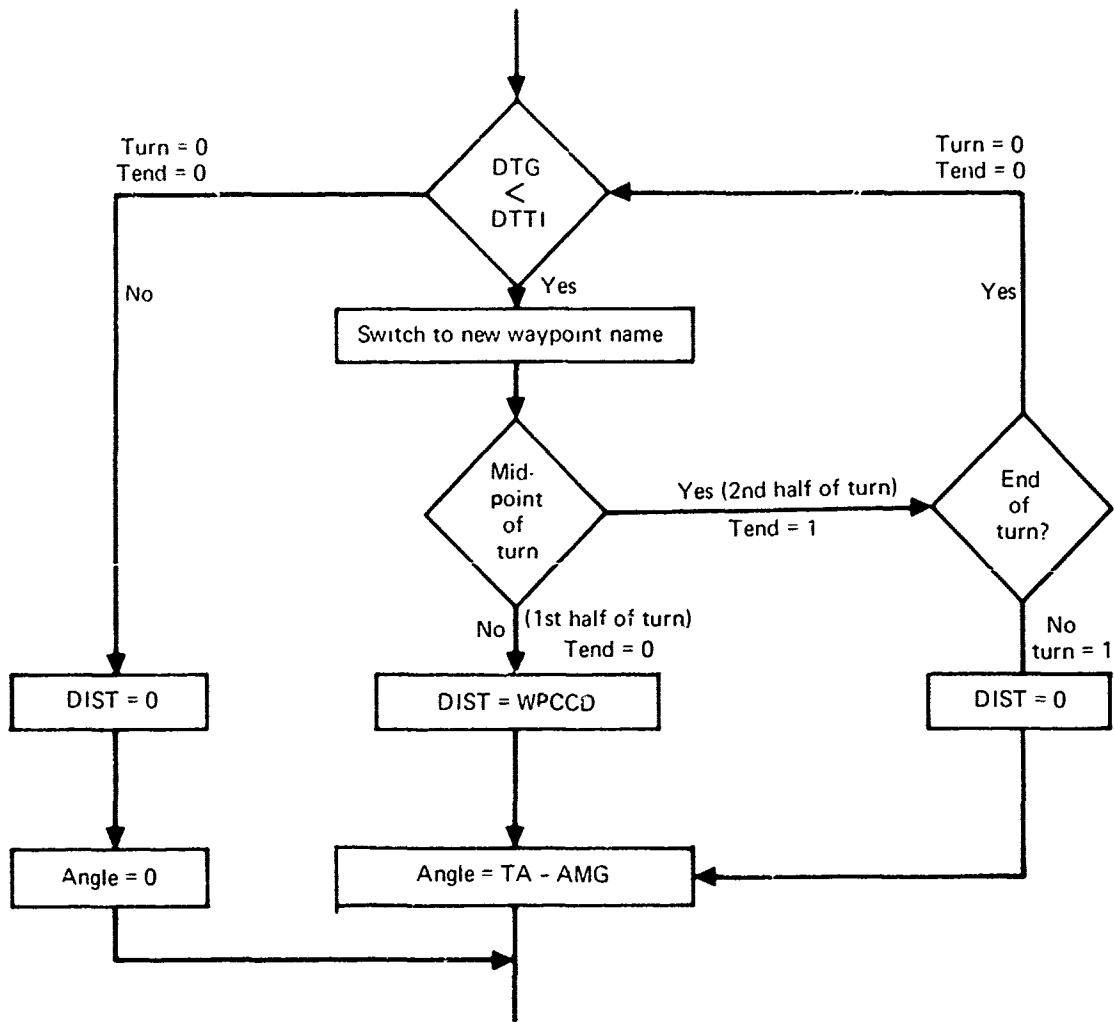 Turn = 0
Tend = 0
DTG
<
DTTI
Turn = 0
Tend = 0
No
Yes
Yes
Switch to new waypoint name
Mid-
point
of
turn
Yes (2nd half of turn)
Tend = 1
End
of
turn?
No
(1st half of turn)
Tend = 0
No
turn = 1
DIST = 0
DIST = WPCCD
DIST = 0
Angle = 0
Angle = TA - AMG